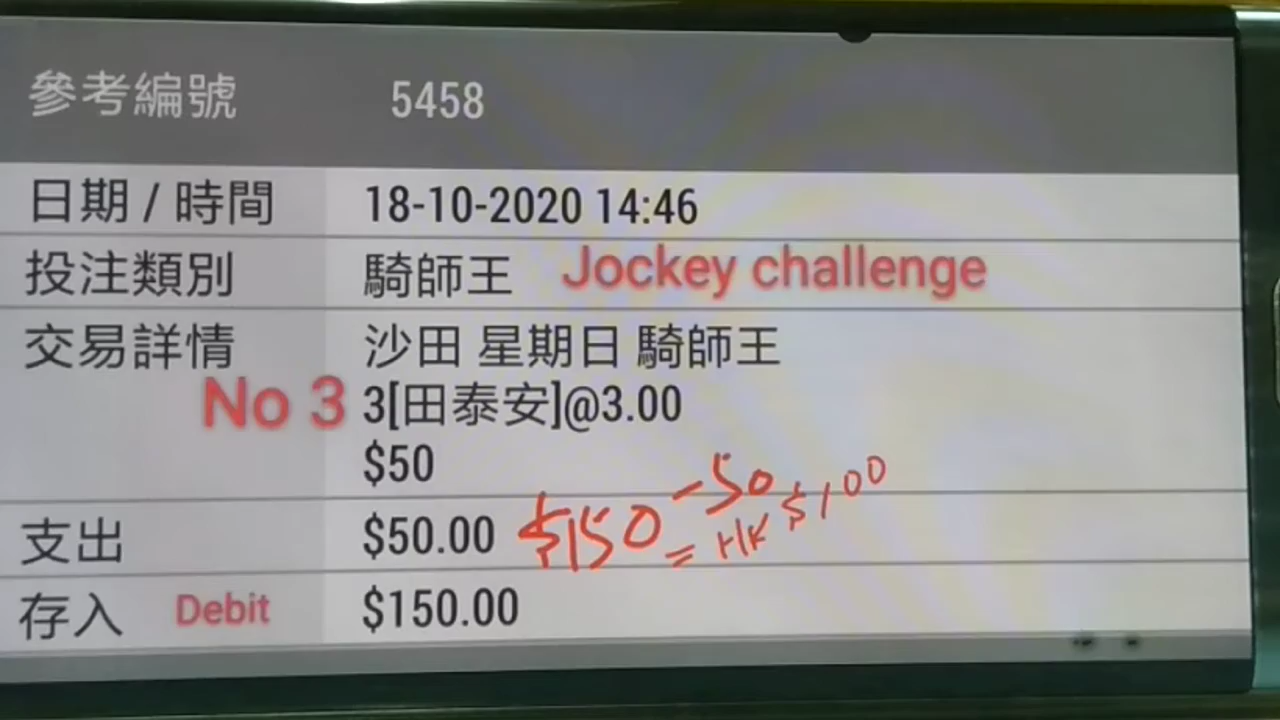 參考編號 5458
日期 / 時間 18-10-2020 14:46
投注類別 騎師王 Jockey challenge
交易詳情 沙田 星期日 騎師王
No 3 3[田泰安]@3.00
$50
支出 $50.00 $150 -50 = HK $100
存入 Debit $150.00